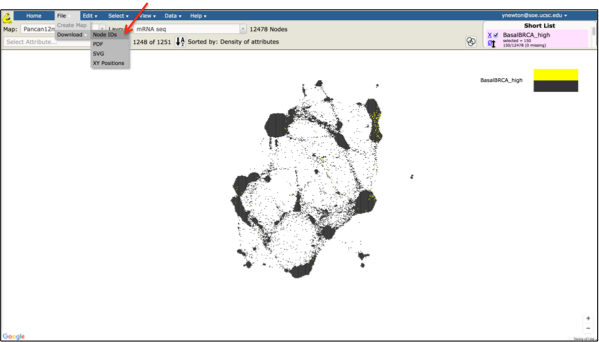 Home File Edit Select View Data Help ynewton@soe.ucsc.edu
Map: Pancan12n Create Map Layou mRNA seq 12478 Nodes Short List
Select Attribute... Download Node IDs 1248 of 1251 Sorted by: Density of attributes X BasalBRCA_high
selected = 150
150/12478 (0 missing)
PDF
SVG
XY Positions
BasalBRCA_high
+
−
Google Terms of Use